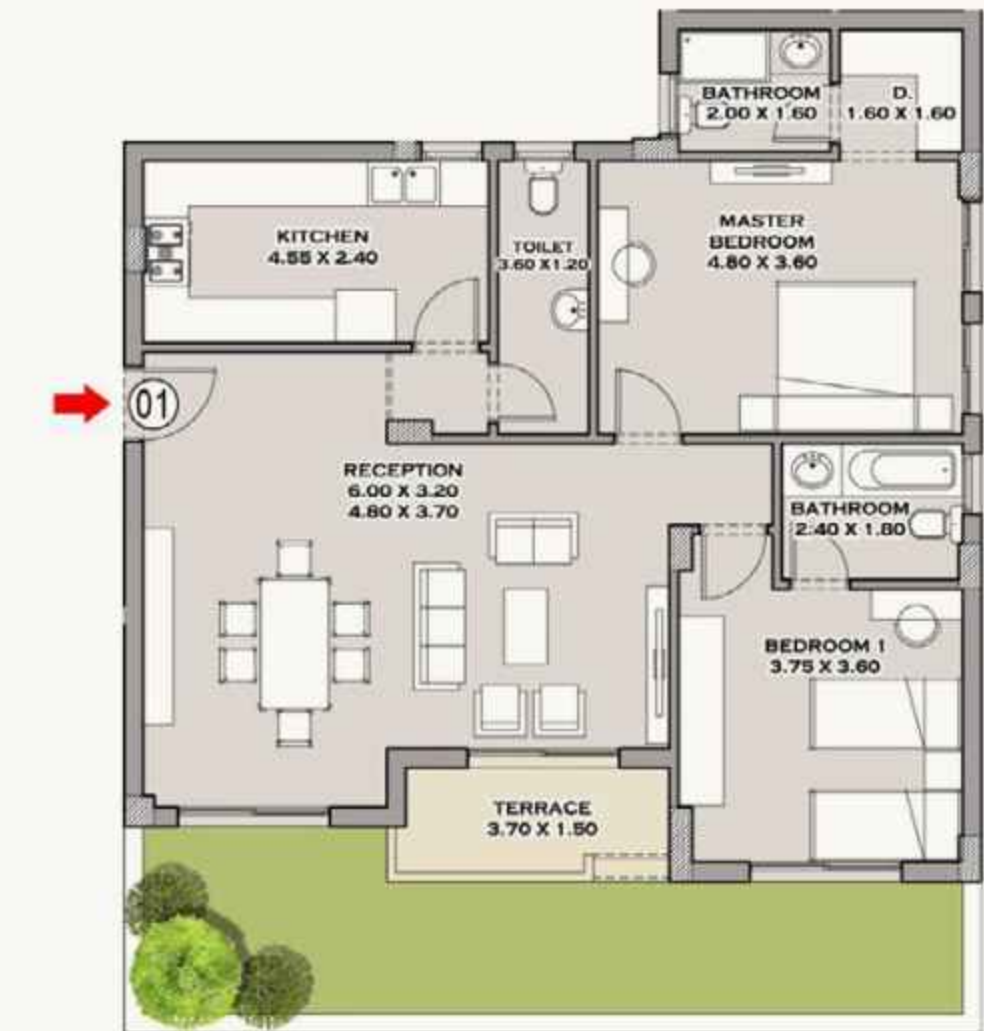 BATHROOM
2.00 X 1.60
D.
1.60 X 1.60
KITCHEN
4.55 X 2.40
TOILET
3.60 X 1.20
MASTER
BEDROOM
4.80 X 3.60
01
RECEPTION
6.00 X 3.20
4.80 X 3.70
BATHROOM
2.40 X 1.80
BEDROOM 1
3.75 X 3.60
TERRACE
3.70 X 1.50